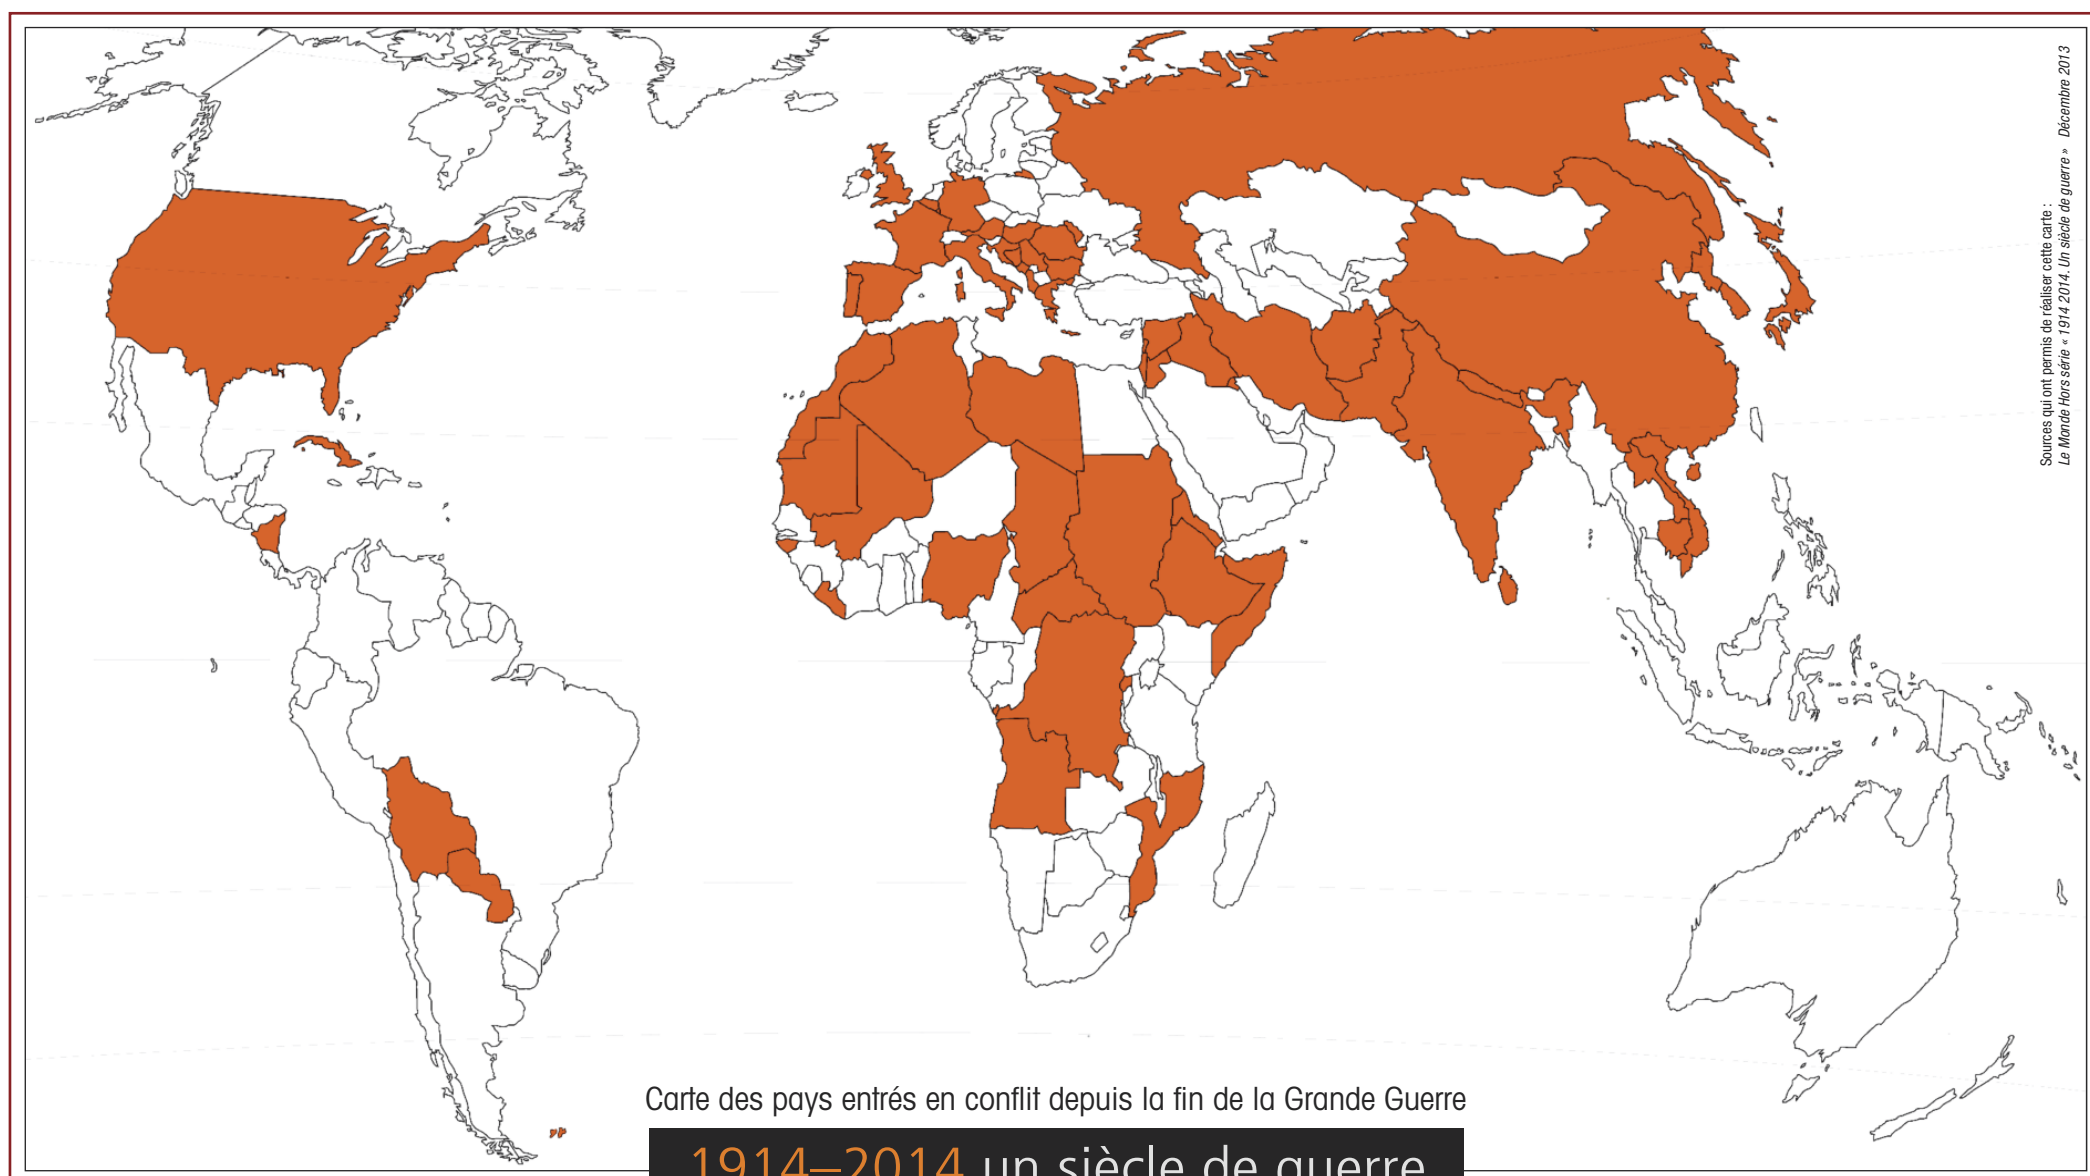 Sources qui ont permis de réaliser cette carte :
Le Monde Hors série « 1914 2014. Un siècle de guerre » Décembre 2013
Carte des pays entrés en conflit depuis la fin de la Grande Guerre
1914–2014 un siècle de guerre